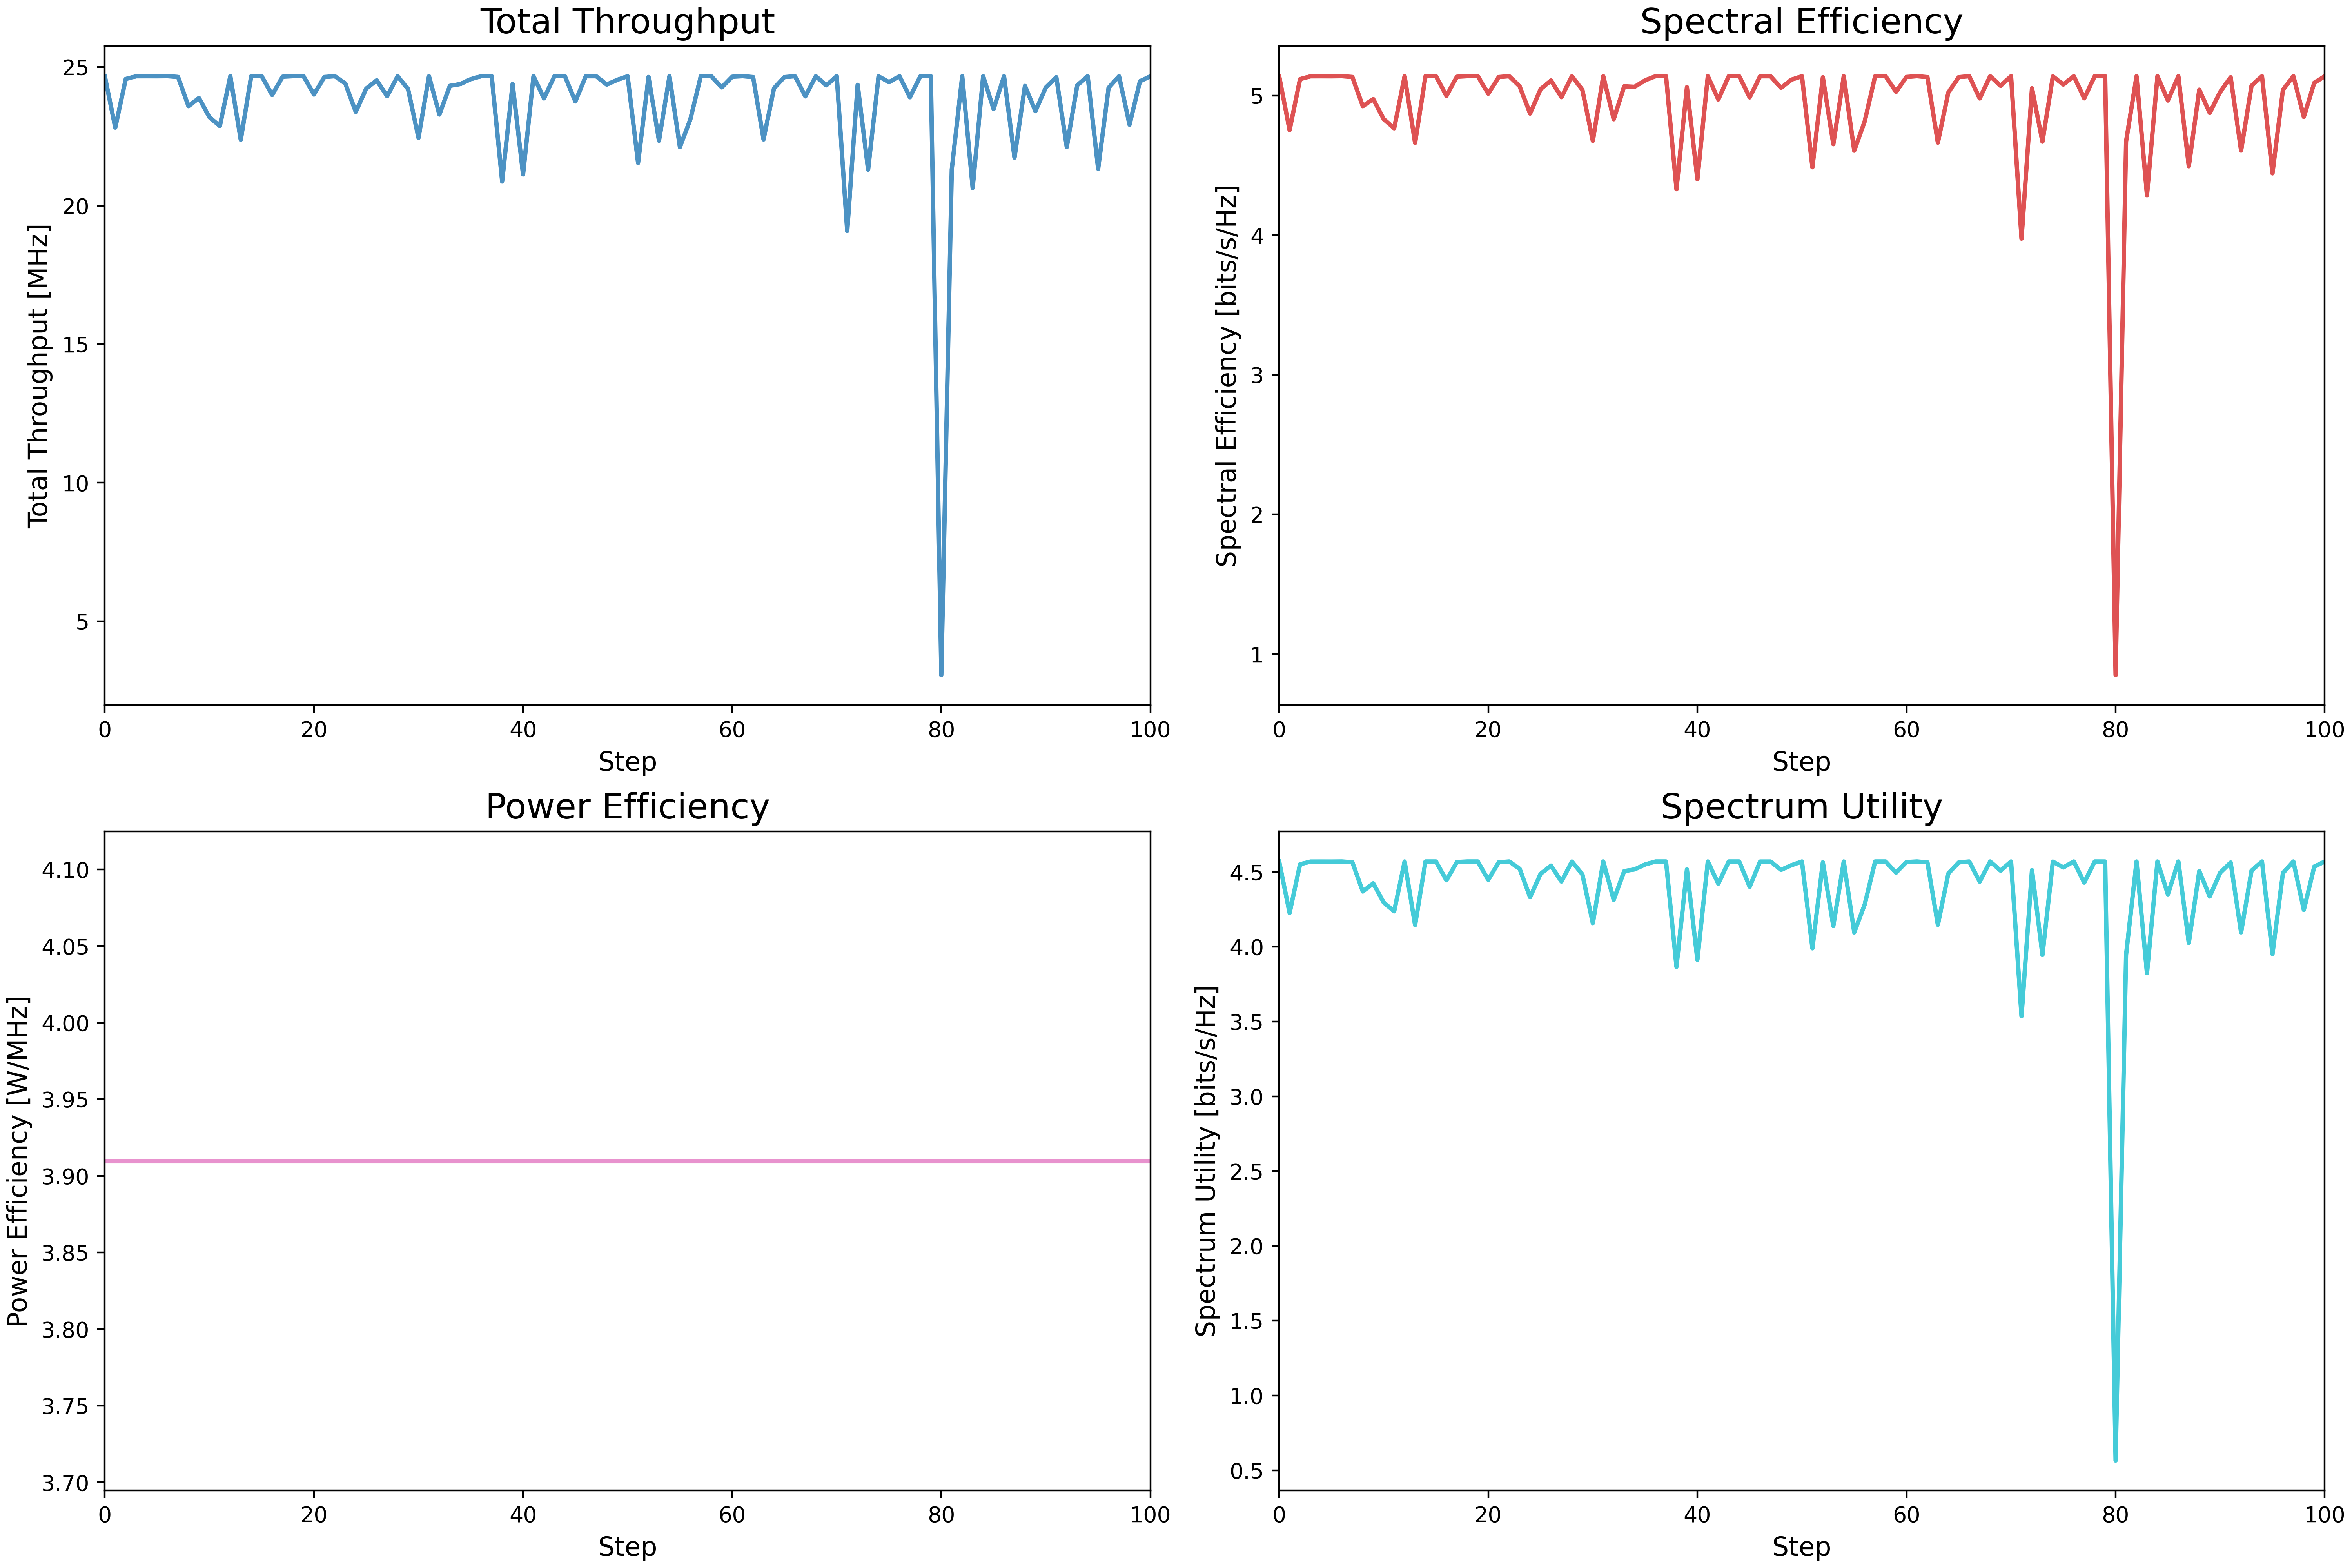 Total Throughput
Total Throughput [MHz]
25
20
15
10
5
0 20 40 60 80 100
Step
Spectral Efficiency
Spectral Efficiency [bits/s/Hz]
5
4
3
2
1
0 20 40 60 80 100
Step
Power Efficiency
Power Efficiency [W/MHz]
4.10
4.05
4.00
3.95
3.90
3.85
3.80
3.75
3.70
0 20 40 60 80 100
Step
Spectrum Utility
Spectrum Utility [bits/s/Hz]
4.5
4.0
3.5
3.0
2.5
2.0
1.5
1.0
0.5
0 20 40 60 80 100
Step